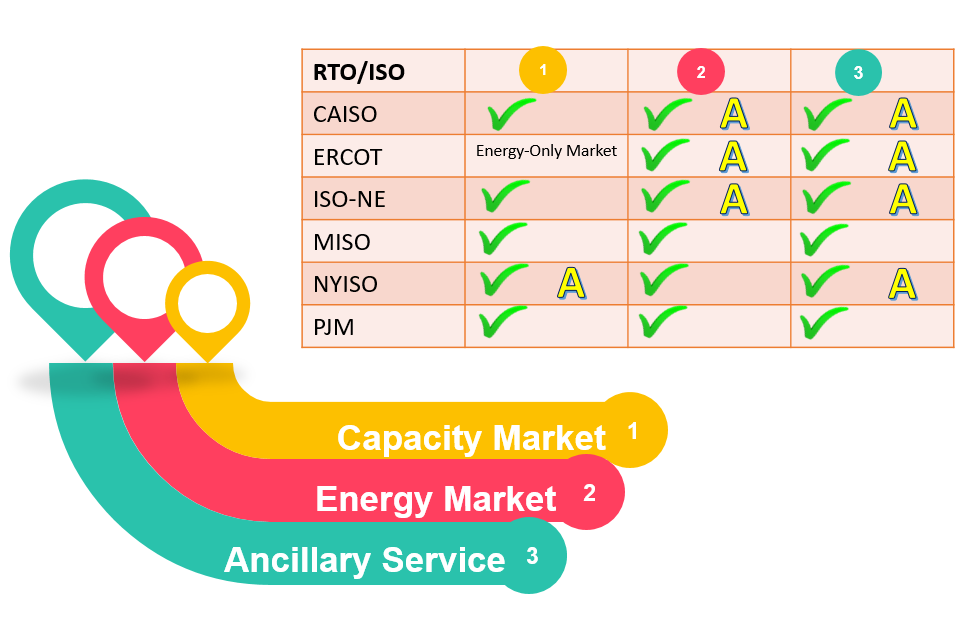 RTO/ISO 1 2 3
CAISO A A
ERCOT Energy-Only Market A A
ISO-NE A A
MISO
NYISO A A
PJM
Capacity Market 1
Energy Market 2
Ancillary Service 3